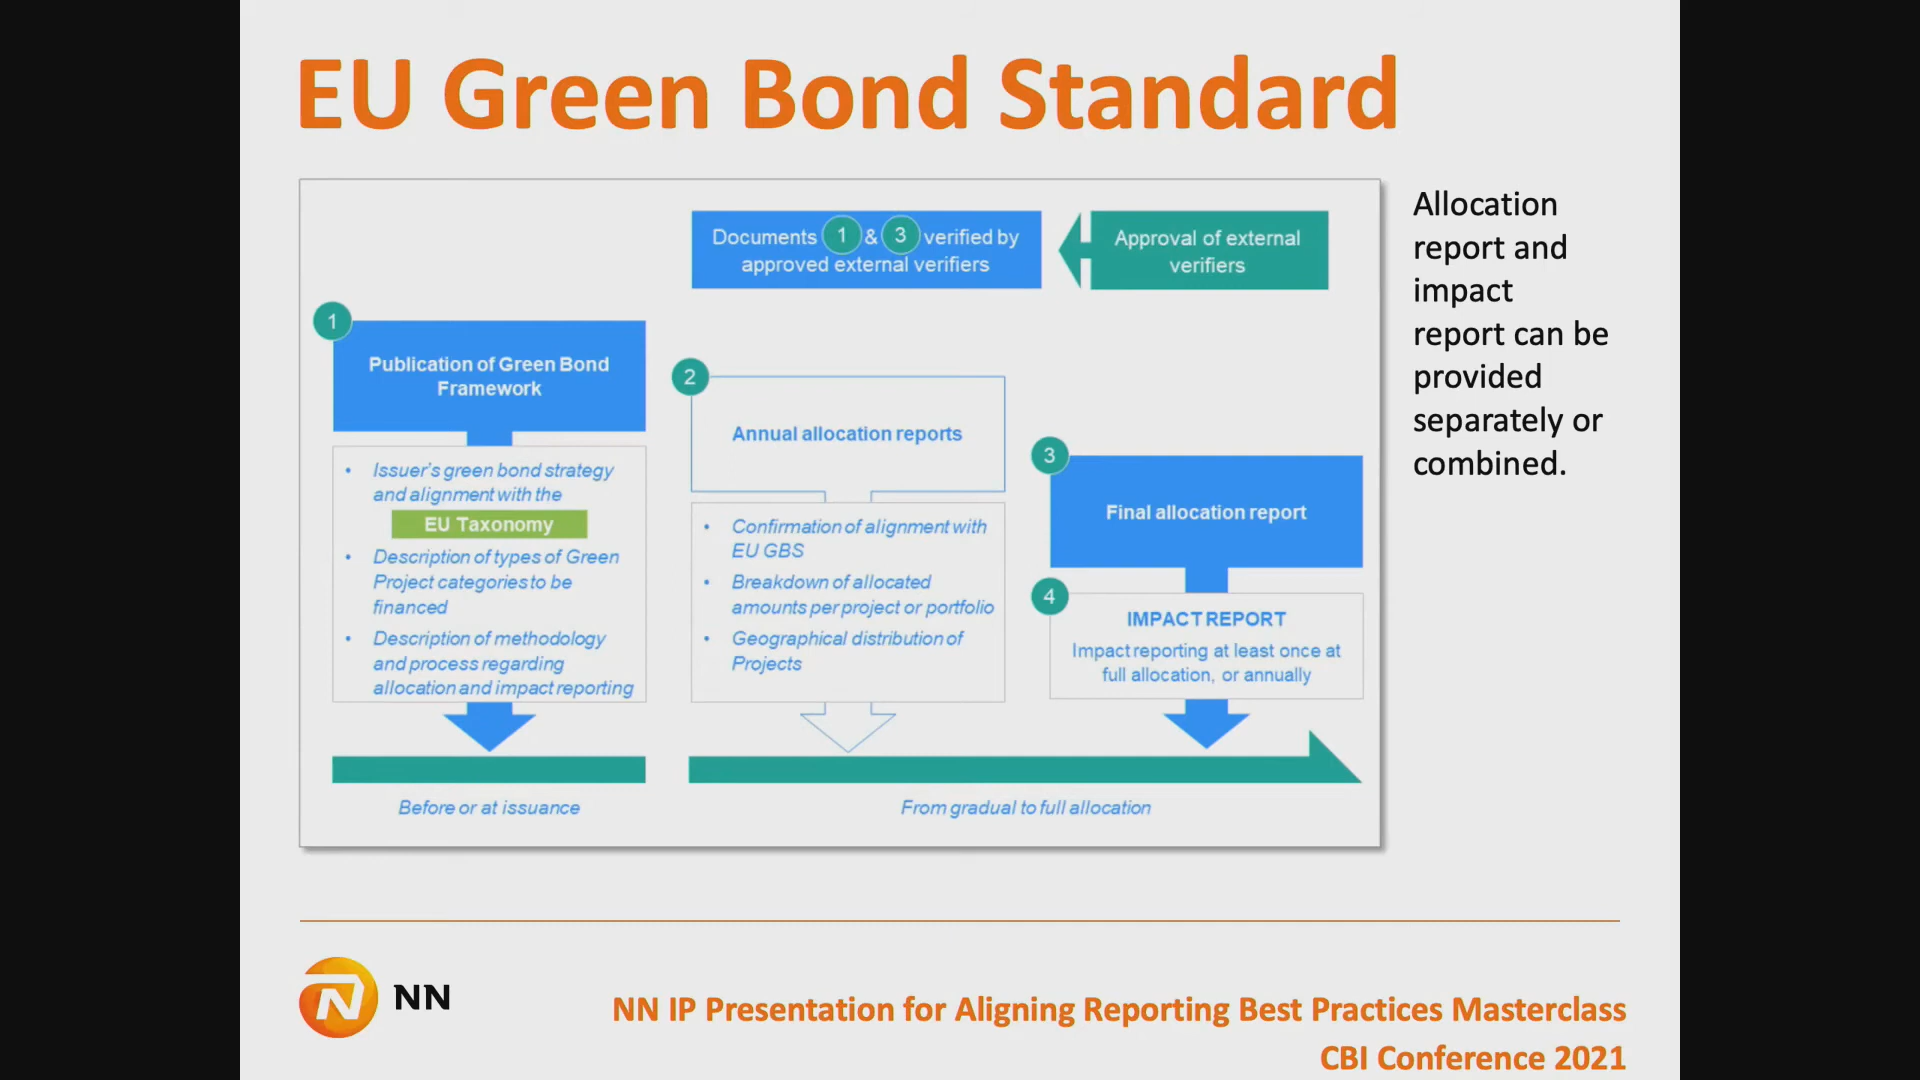 EU Green Bond Standard
Documents 1 & 3 verified by
approved external verifiers
Approval of external
verifiers
1
Publication of Green Bond
Framework
• Issuer's green bond strategy
and alignment with the
EU Taxonomy
• Description of types of Green
Project categories to be
financed
• Description of methodology
and process regarding
allocation and impact reporting
Before or at issuance
2
Annual allocation reports
• Confirmation of alignment with
EU GBS
• Breakdown of allocated
amounts per project or portfolio
• Geographical distribution of
Projects
3
Final allocation report
4
IMPACT REPORT
Impact reporting at least once at
full allocation, or annually
From gradual to full allocation
Allocation
report and
impact
report can be
provided
separately or
combined.
NN
NN IP Presentation for Aligning Reporting Best Practices Masterclass
CBI Conference 2021